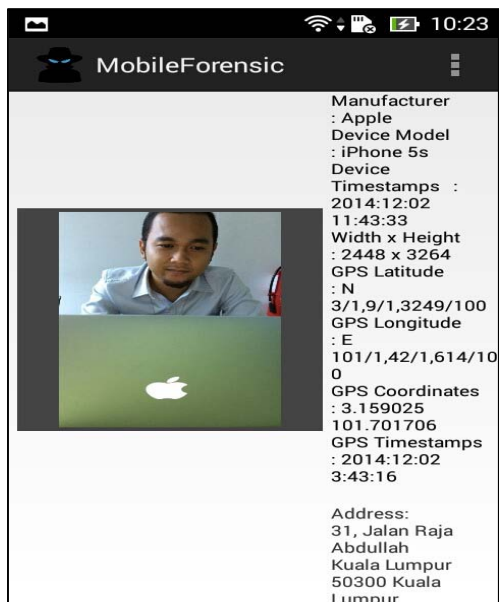 10:23
MobileForensic
Manufacturer
: Apple
Device Model
: iPhone 5s
Device
Timestamps :
2014:12:02
11:43:33
Width x Height
: 2448 x 3264
GPS Latitude
: N
3/1,9/1,3249/100
GPS Longitude
: E
101/1,42/1,614/10
0
GPS Coordinates
: 3.159025
101.701706
GPS Timestamps
: 2014:12:02
3:43:16
Address:
31, Jalan Raja
Abdullah
Kuala Lumpur
50300 Kuala
Lumpur